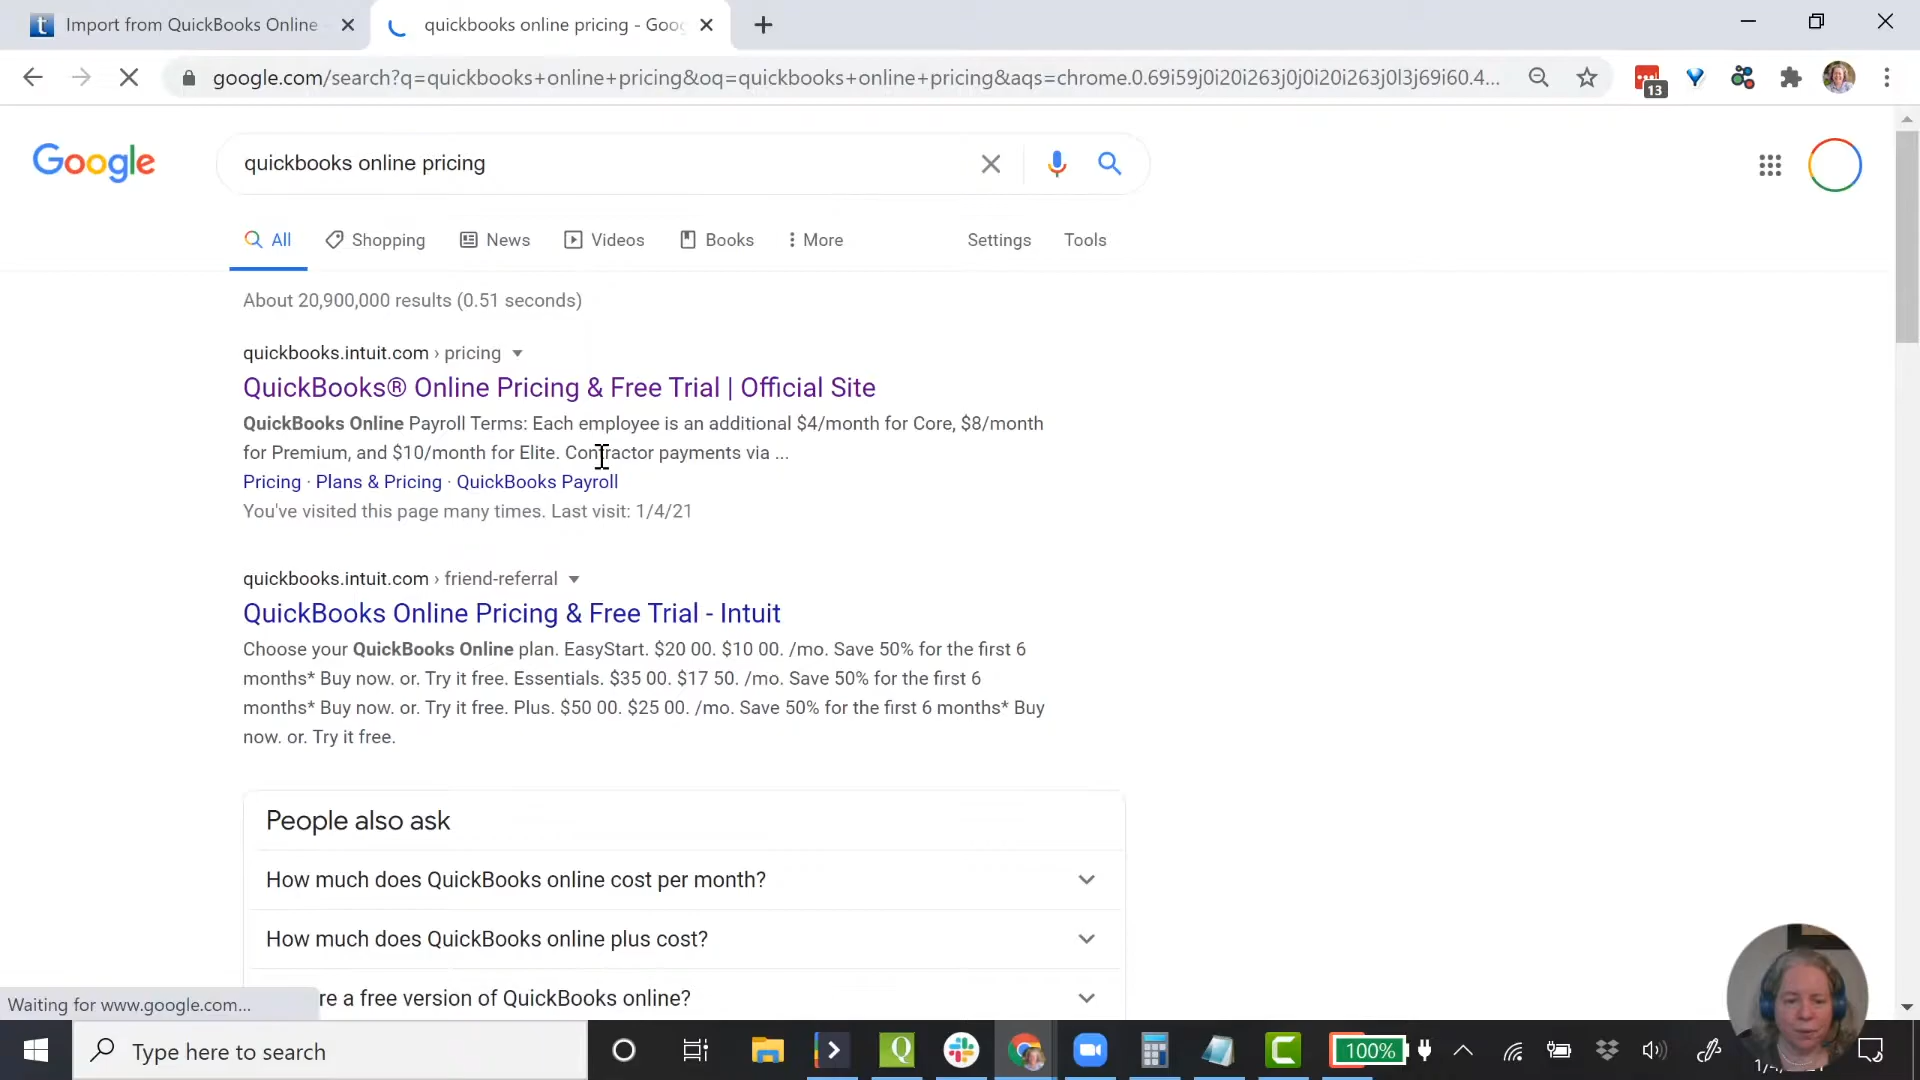 Import from QuickBooks Online
quickbooks online pricing - Goog
google.com/search?q=quickbooks+online+pricing&oq=quickbooks+online+pricing&aqs=chrome.0.69i59j0i20i263j0j0i20i263j0l3j69i60.4...
13
Google
quickbooks online pricing
All
Shopping
News
Videos
Books
More
Settings
Tools
About 20,900,000 results (0.51 seconds)
quickbooks.intuit.com › pricing
QuickBooks® Online Pricing & Free Trial | Official Site
QuickBooks Online Payroll Terms: Each employee is an additional $4/month for Core, $8/month
for Premium, and $10/month for Elite. Contractor payments via ...
Pricing · Plans & Pricing · QuickBooks Payroll
You've visited this page many times. Last visit: 1/4/21
quickbooks.intuit.com › friend-referral
QuickBooks Online Pricing & Free Trial - Intuit
Choose your QuickBooks Online plan. EasyStart. $20 00. $10 00. /mo. Save 50% for the first 6
months* Buy now. or. Try it free. Essentials. $35 00. $17 50. /mo. Save 50% for the first 6
months* Buy now. or. Try it free. Plus. $50 00. $25 00. /mo. Save 50% for the first 6 months* Buy
now. or. Try it free.
People also ask
How much does QuickBooks online cost per month?
How much does QuickBooks online plus cost?
re a free version of QuickBooks online?
Waiting for www.google.com...
Type here to search
100%